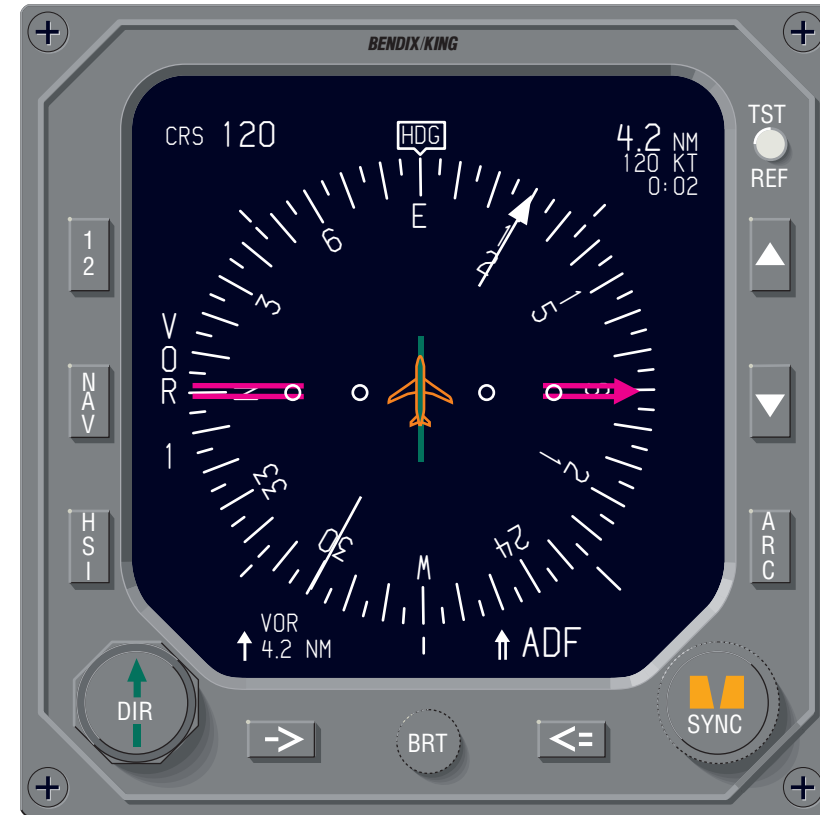 BENDIX/KING
CRS 120
HDG
4.2 NM
120 KT
0:02
TST
REF
1
2
N
A
V
H
S
I
V
O
R
1
E
12
15
S
21
24
W
30
33
N
3
6
VOR
4.2 NM
ADF
A
R
C
DIR
->
BRT
<=
SYNC